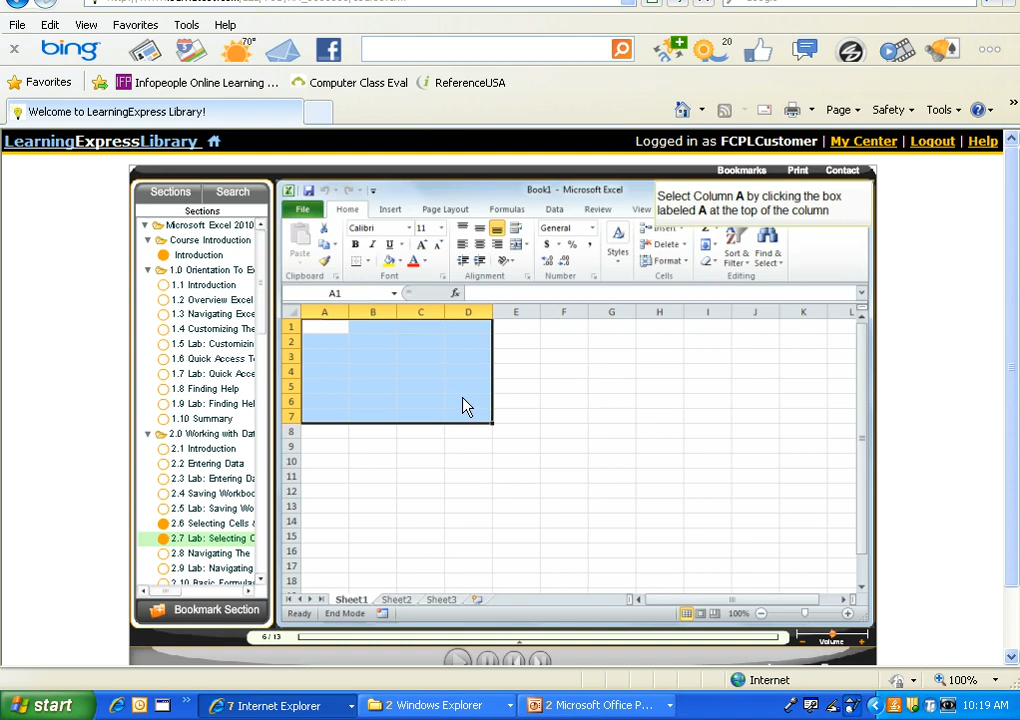 File Edit View Favorites Tools Help
bing 70° 20
Favorites Infopeople Online Learning ... Computer Class Eval ReferenceUSA
Welcome to LearningExpress Library! Page Safety Tools
LearningExpressLibrary Logged in as FCPLCustomer My Center Logout Help
Bookmarks Print Contact
Sections Search
Sections
Microsoft Excel 2010
Course Introduction
Introduction
1.0 Orientation To E
1.1 Introduction
1.2 Overview Excel
1.3 Navigating Exce
1.4 Customizing The
1.5 Lab: Customizin
1.6 Quick Access T
1.7 Lab: Quick Acce
1.8 Finding Help
1.9 Lab: Finding Hel
1.10 Summary
2.0 Working with Dat
2.1 Introduction
2.2 Entering Data
2.3 Lab: Entering Da
2.4 Saving Workboo
2.5 Lab: Saving Wo
2.6 Selecting Cells &
2.7 Lab: Selecting C
2.8 Navigating The
2.9 Lab: Navigating
2.10 Basic Formulas
Bookmark Section
Book1 - Microsoft Excel
Select Column A by clicking the box
labeled A at the top of the column
File Home Insert Page Layout Formulas Data Review View
Paste Calibri 11 General Styles Insert
B I U $ % , Delete Sort & Find &
Format Filter Select
Clipboard Font Alignment Number Cells Editing
A1 fx
A B C D E F G H I J K L
1
2
3
4
5
6
7
8
9
10
11
12
13
14
15
16
17
18
Sheet1 Sheet2 Sheet3
Ready End Mode 100%
6 / 13 Volume
Internet 100%
start 7 Internet Explorer 2 Windows Explorer 2 Microsoft Office P... 10:19 AM